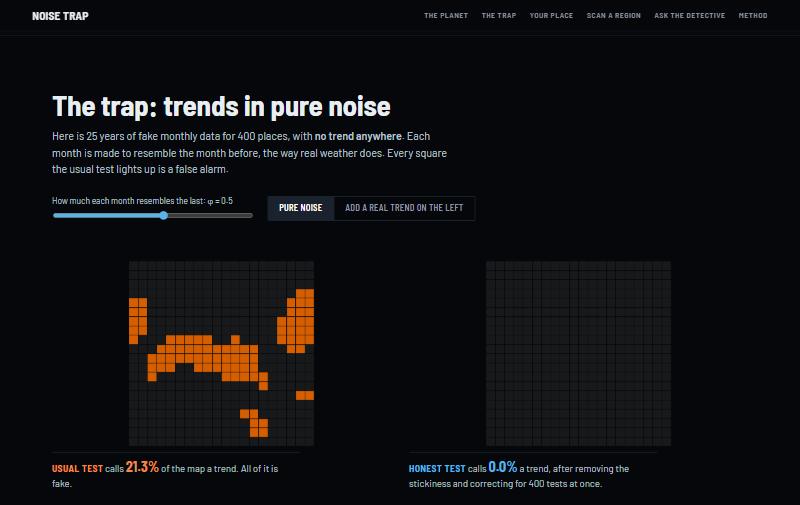 NOISE TRAP
THE PLANET THE TRAP YOUR PLACE SCAN A REGION ASK THE DETECTIVE METHOD
The trap: trends in pure noise
Here is 25 years of fake monthly data for 400 places, with no trend anywhere. Each
month is made to resemble the month before, the way real weather does. Every square
the usual test lights up is a false alarm.
How much each month resembles the last: φ = 0.5
PURE NOISE ADD A REAL TREND ON THE LEFT
USUAL TEST calls 21.3% of the map a trend. All of it is
fake.
HONEST TEST calls 0.0% a trend, after removing the
stickiness and correcting for 400 tests at once.